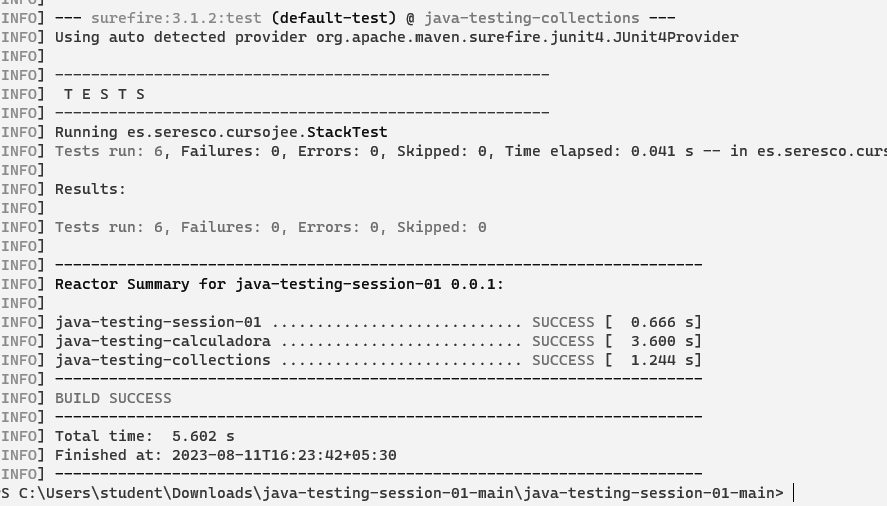 INFO]
INFO] --- surefire:3.1.2:test (default-test) @ java-testing-collections ---
INFO] Using auto detected provider org.apache.maven.surefire.junit4.JUnit4Provider
INFO]
INFO] -------------------------------------------------------
INFO]  T E S T S
INFO] -------------------------------------------------------
INFO] Running es.seresco.cursojee.StackTest
INFO] Tests run: 6, Failures: 0, Errors: 0, Skipped: 0, Time elapsed: 0.041 s -- in es.seresco.curs
INFO]
INFO] Results:
INFO]
INFO] Tests run: 6, Failures: 0, Errors: 0, Skipped: 0
INFO]
INFO] ------------------------------------------------------------------------
INFO] Reactor Summary for java-testing-session-01 0.0.1:
INFO]
INFO] java-testing-session-01 ............................ SUCCESS [  0.666 s]
INFO] java-testing-calculadora ........................... SUCCESS [  3.600 s]
INFO] java-testing-collections ........................... SUCCESS [  1.244 s]
INFO] ------------------------------------------------------------------------
INFO] BUILD SUCCESS
INFO] ------------------------------------------------------------------------
INFO] Total time:  5.602 s
INFO] Finished at: 2023-08-11T16:23:42+05:30
INFO] ------------------------------------------------------------------------
S C:\Users\student\Downloads\java-testing-session-01-main\java-testing-session-01-main>